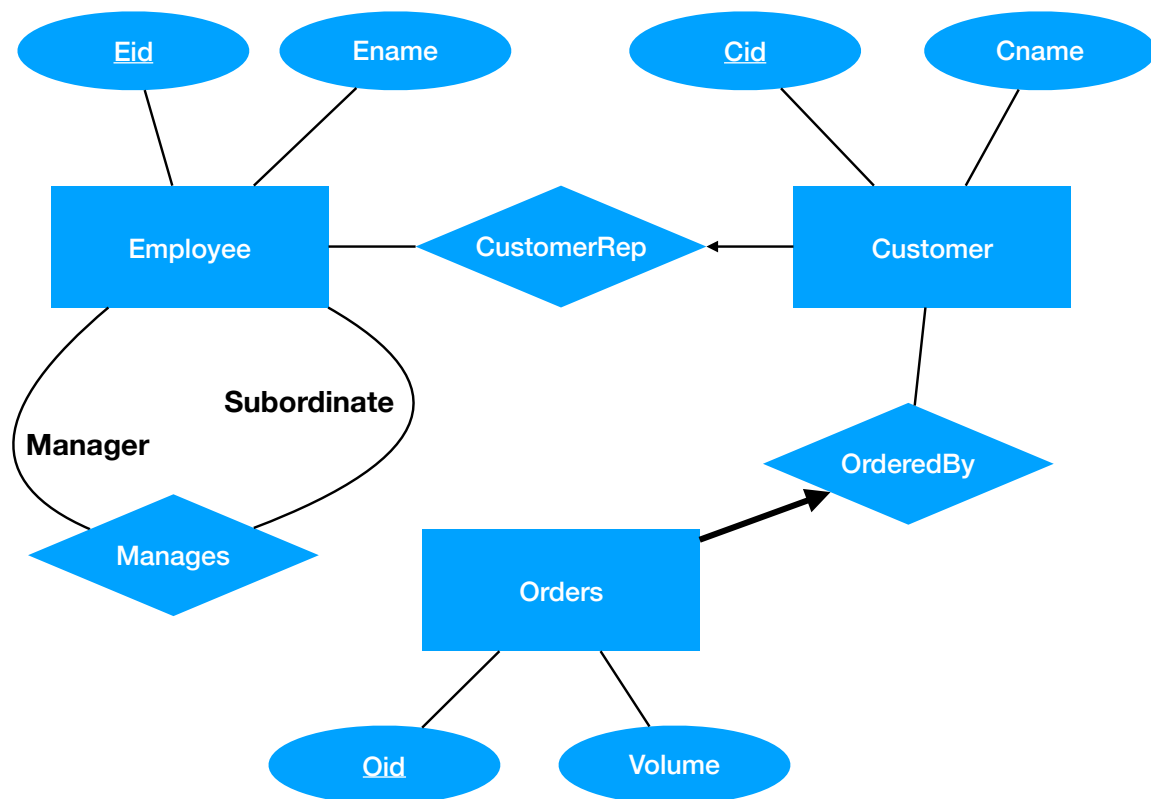 Eid
Ename
Cid
Cname
Employee
CustomerRep
Customer
Subordinate
Manager
OrderedBy
Manages
Orders
Oid
Volume